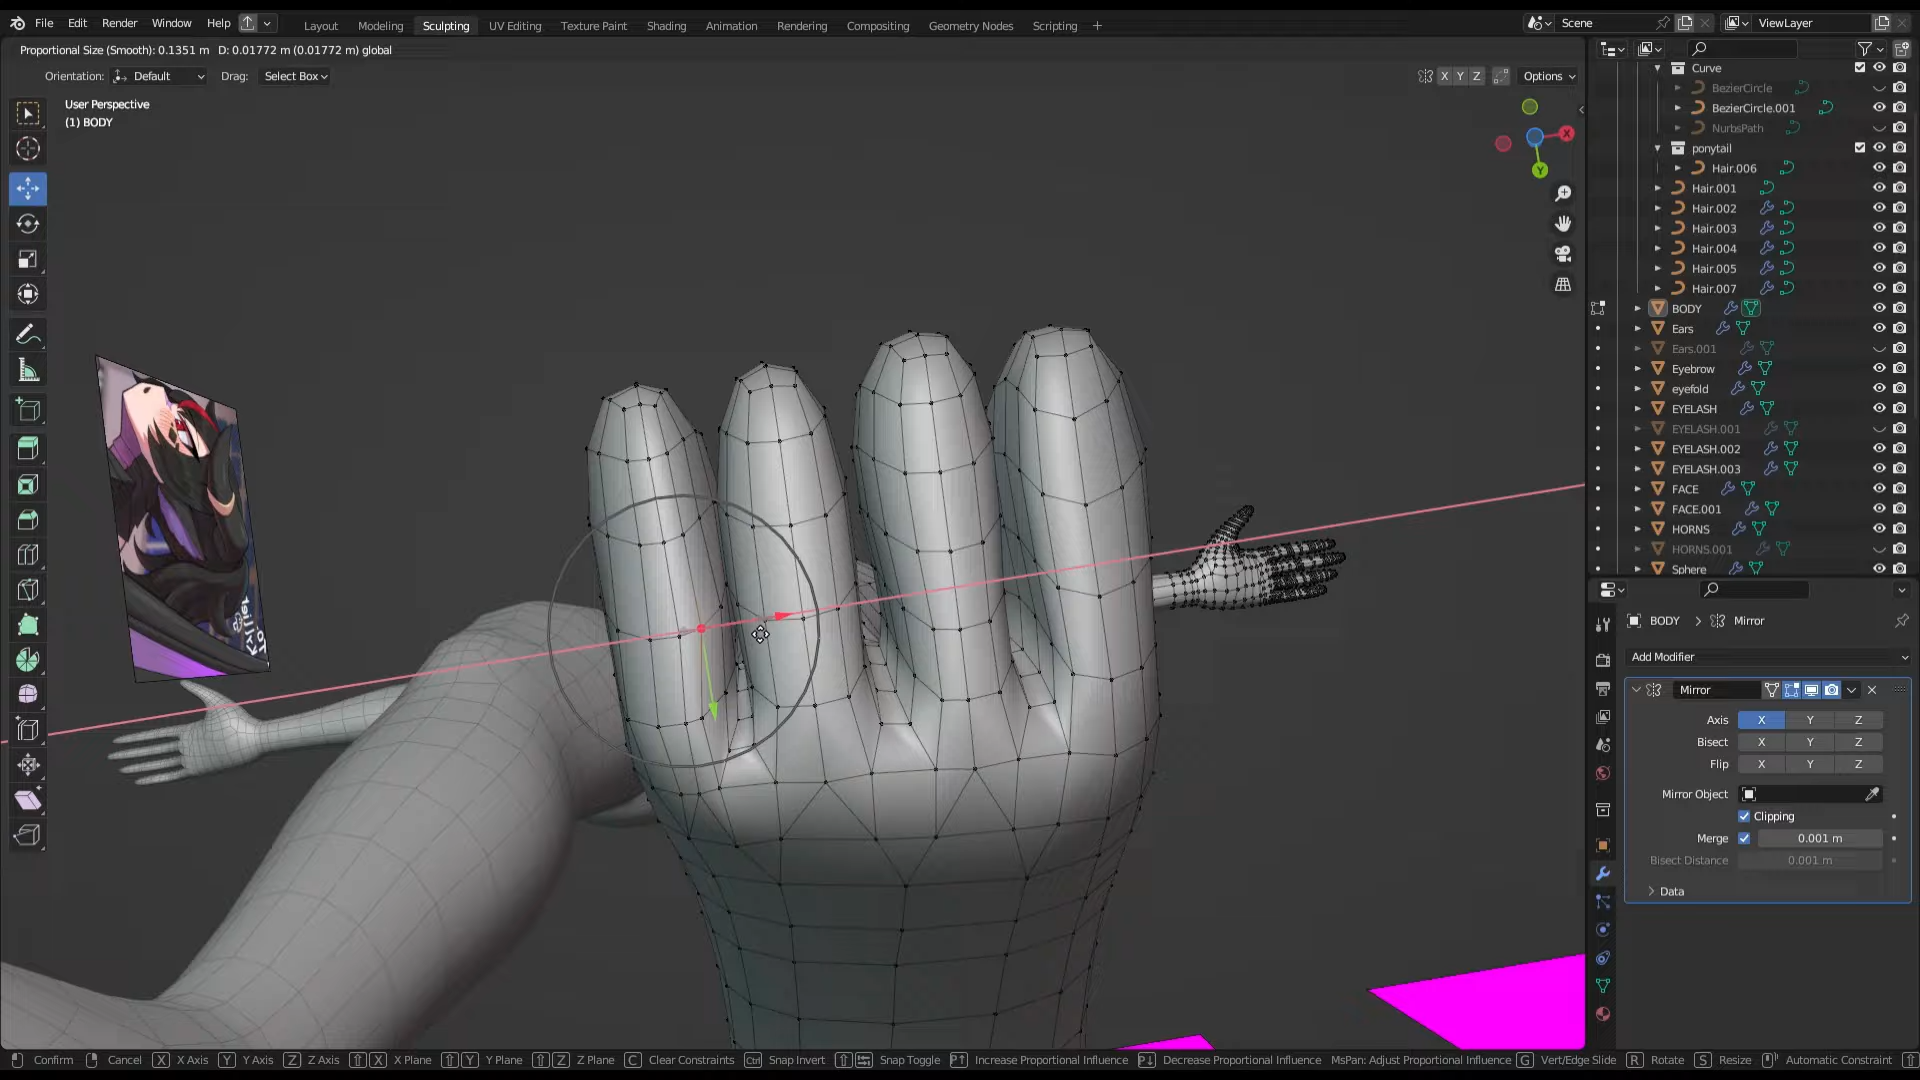 File Edit Render Window Help
Layout Modeling Sculpting UV Editing Texture Paint Shading Animation Rendering Compositing Geometry Nodes Scripting +
Scene
ViewLayer
Proportional Size (Smooth): 0.1351 m D: 0.01772 m (0.01772 m) global
Orientation: Default Drag: Select Box
X Y Z Options
User Perspective
(1) BODY
X
Y
Curve
BezierCircle
BezierCircle.001
NurbsPath
ponytail
Hair.006
Hair.001
Hair.002
Hair.003
Hair.004
Hair.005
Hair.007
BODY
Ears
Ears.001
Eyebrow
eyefold
EYELASH
EYELASH.001
EYELASH.002
EYELASH.003
FACE
FACE.001
HORNS
HORNS.001
Sphere
BODY > Mirror
Add Modifier
Mirror
Axis X Y Z
Bisect X Y Z
Flip X Y Z
Mirror Object
Clipping
Merge 0.001 m
Bisect Distance 0.001 m
Data
Confirm Cancel X X Axis Y Y Axis Z Z Axis X X Plane Y Y Plane Z Z Plane C Clear Constraints Ctrl Snap Invert Snap Toggle P Increase Proportional Influence P Decrease Proportional Influence MsPan: Adjust Proportional Influence G Vert/Edge Slide R Rotate S Resize Automatic Constraint